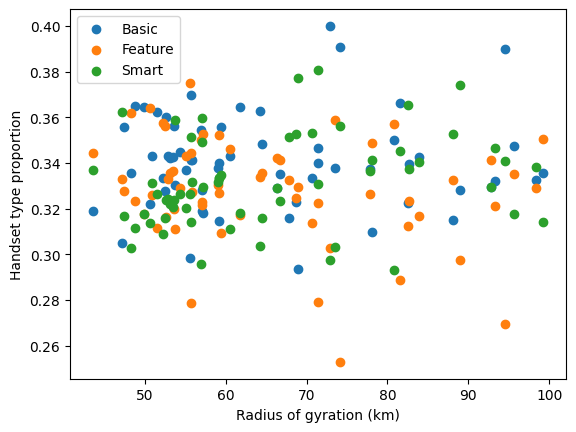 Basic
Feature
Smart
Handset type proportion
0.40
0.38
0.36
0.34
0.32
0.30
0.28
0.26
50 60 70 80 90 100
Radius of gyration (km)